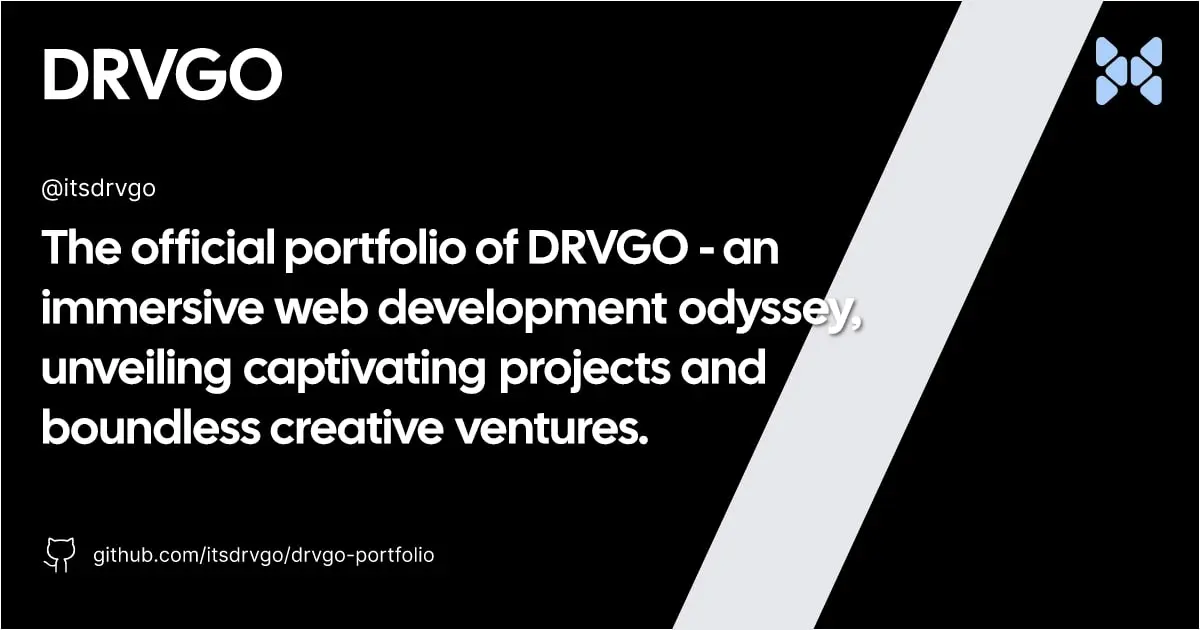 DRVGO
@itsdrvgo
The official portfolio of DRVGO - an
immersive web development odyssey,
unveiling captivating projects and
boundless creative ventures.
github.com/itsdrvgo/drvgo-portfolio